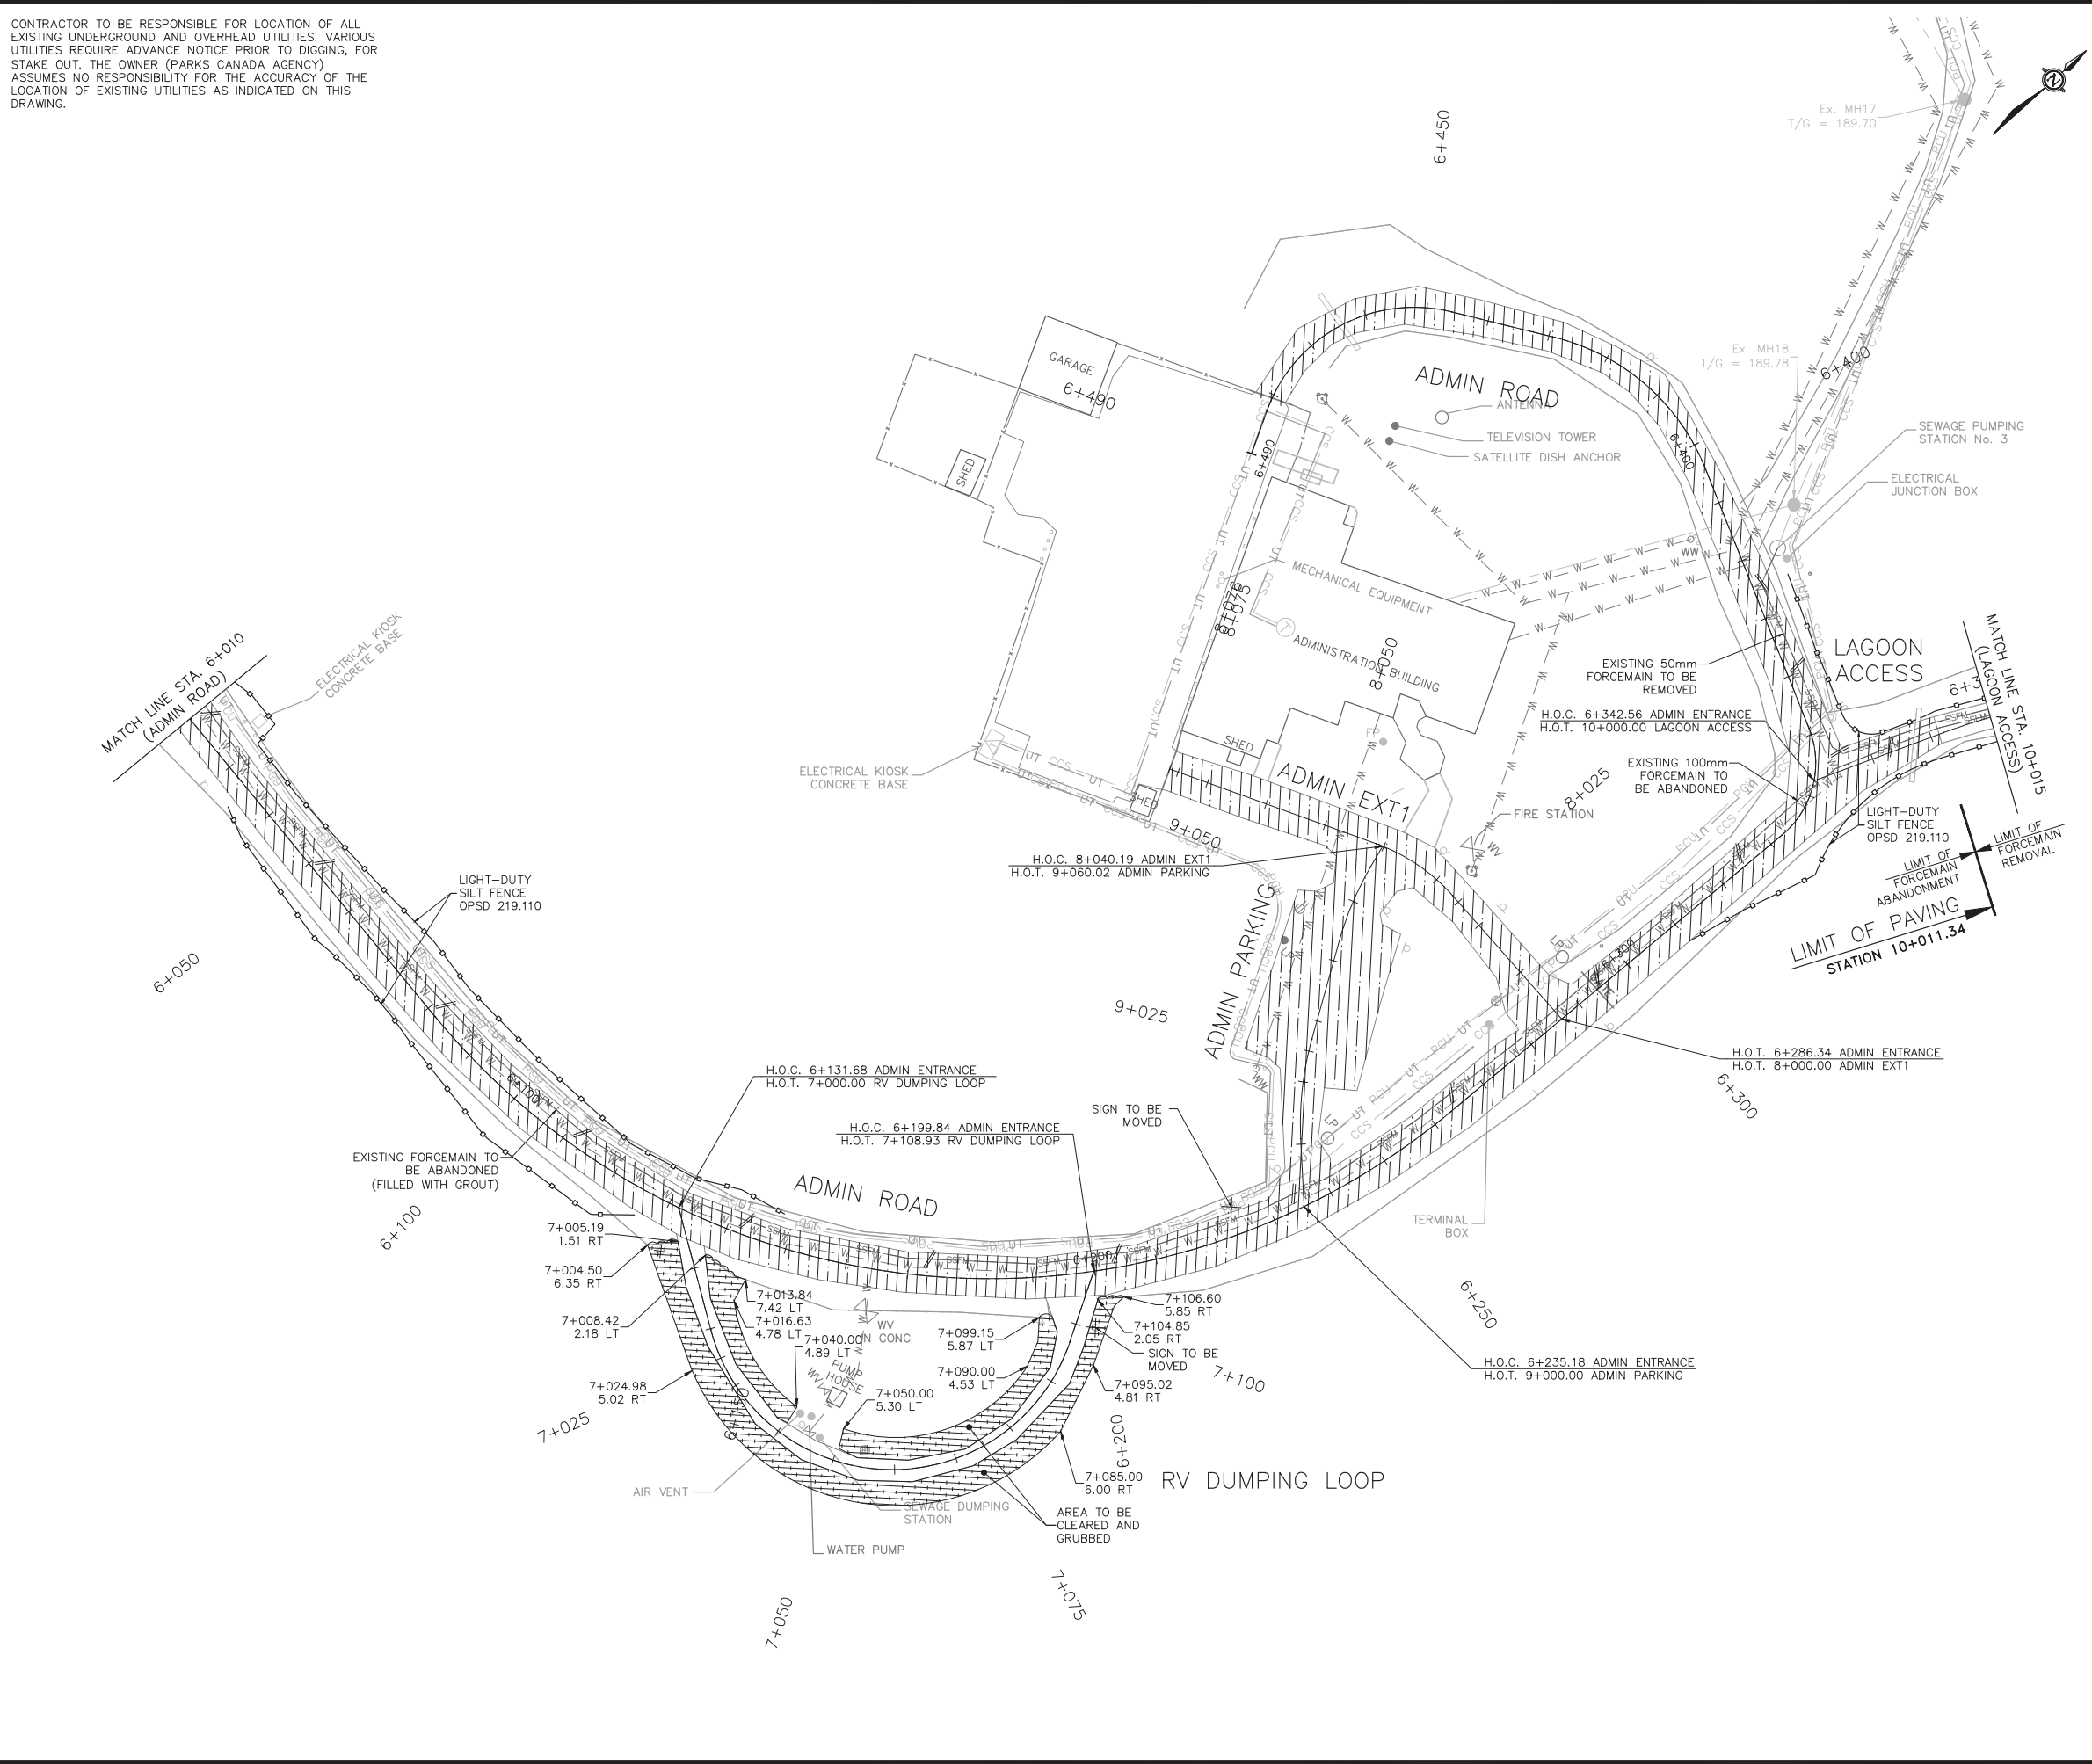 CONTRACTOR TO BE RESPONSIBLE FOR LOCATION OF ALL
EXISTING UNDERGROUND AND OVERHEAD UTILITIES. VARIOUS
UTILITIES REQUIRE ADVANCE NOTICE PRIOR TO DIGGING, FOR
STAKE OUT. THE OWNER (PARKS CANADA AGENCY)
ASSUMES NO RESPONSIBILITY FOR THE ACCURACY OF THE
LOCATION OF EXISTING UTILITIES AS INDICATED ON THIS
DRAWING.
Ex. MH17
T/G = 189.70
6+450
Ex. MH18
T/G = 189.78
6+400
GARAGE
6+490
ADMIN ROAD
ANTENNA
TELEVISION TOWER
SATELLITE DISH ANCHOR
SEWAGE PUMPING
STATION No. 3
ELECTRICAL
JUNCTION BOX
SHED
6+490
6+400
MECHANICAL EQUIPMENT
8+075
8+075
ADMINISTRATION BUILDING
8+050
ELECTRICAL KIOSK
CONCRETE BASE
MATCH LINE STA. 6+010
(ADMIN ROAD)
EXISTING 50mm
FORCEMAIN TO BE
REMOVED
LAGOON
ACCESS
MATCH LINE STA. 10+015
(LAGOON ACCESS)
H.O.C. 6+342.56 ADMIN ENTRANCE
H.O.T. 10+000.00 LAGOON ACCESS
FP
SHED
ELECTRICAL KIOSK
CONCRETE BASE
SHED
ADMIN EXT1
EXISTING 100mm
FORCEMAIN TO
BE ABANDONED
8+025
FIRE STATION
WV
LIGHT-DUTY
SILT FENCE
OPSD 219.110
9+050
LIMIT OF
FORCEMAIN
ABANDONMENT
LIMIT OF
FORCEMAIN
REMOVAL
H.O.C. 8+040.19 ADMIN EXT1
H.O.T. 9+060.02 ADMIN PARKING
LIGHT-DUTY
SILT FENCE
OPSD 219.110
LIMIT OF PAVING
STATION 10+011.34
6+050
ADMIN PARKING
9+025
6+300
H.O.T. 6+286.34 ADMIN ENTRANCE
H.O.T. 8+000.00 ADMIN EXT1
6+300
H.O.C. 6+131.68 ADMIN ENTRANCE
H.O.T. 7+000.00 RV DUMPING LOOP
6+100
SIGN TO BE
MOVED
H.O.C. 6+199.84 ADMIN ENTRANCE
H.O.T. 7+108.93 RV DUMPING LOOP
EXISTING FORCEMAIN TO
BE ABANDONED
(FILLED WITH GROUT)
ADMIN ROAD
6+100
TERMINAL
BOX
7+005.19
1.51 RT
6+200
7+004.50
6.35 RT
7+013.84
7.42 LT
7+016.63
4.78 LT
7+106.60
5.85 RT
6+250
7+008.42
2.18 LT
WV
IN CONC
7+040.00
4.89 LT
7+099.15
5.87 LT
7+104.85
2.05 RT
SIGN TO BE
MOVED
H.O.C. 6+235.18 ADMIN ENTRANCE
H.O.T. 9+000.00 ADMIN PARKING
PUMP
HOUSE
WV
7+090.00
4.53 LT
7+100
7+024.98
5.02 RT
7+050.00
5.30 LT
7+095.02
4.81 RT
7+025
6+150
6+200
7+085.00
6.00 RT
RV DUMPING LOOP
AIR VENT
SEWAGE DUMPING
STATION
AREA TO BE
CLEARED AND
GRUBBED
WATER PUMP
7+050
7+075